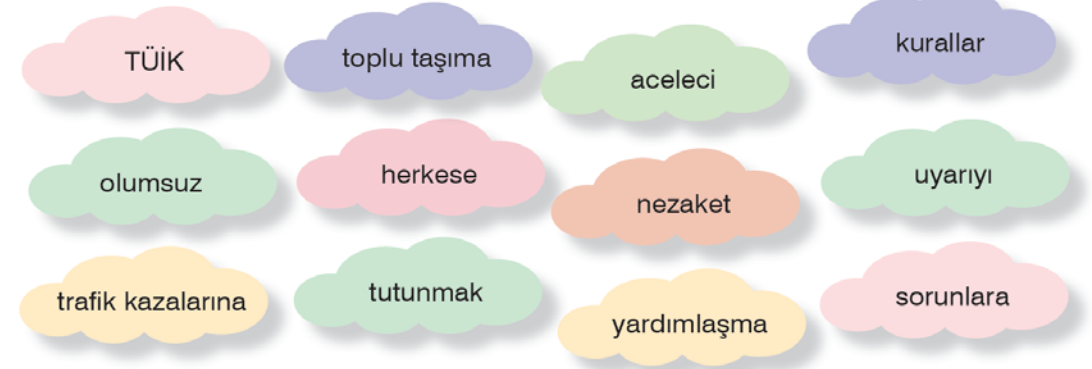 TÜİK
toplu taşıma
aceleci
kurallar
olumsuz
herkese
nezaket
uyarıyı
trafik kazalarına
tutunmak
yardımlaşma
sorunlara